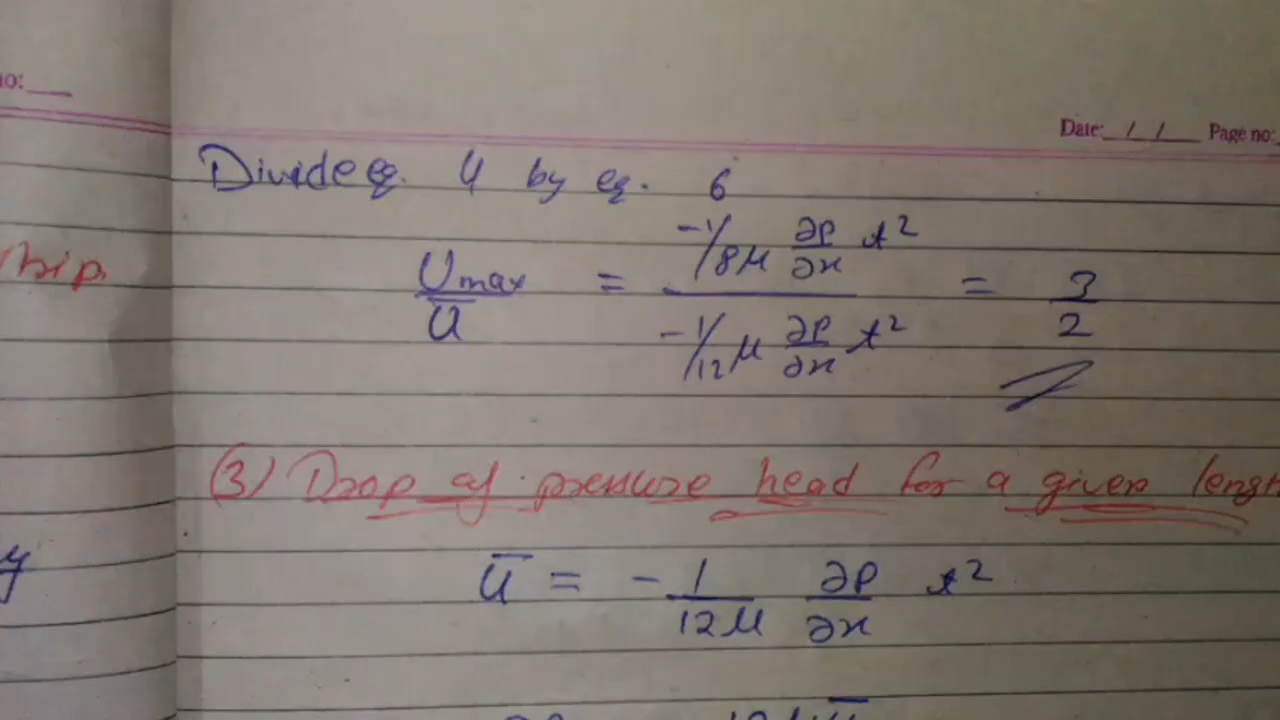 no:
Date: / / Page no:
Divide eq. 4 by eq. 6
Umax / ū = -1/8μ ∂P/∂x t² / -1/12μ ∂P/∂x t² = 3/2
(3) Drop of pressure head for a given
ū = - 1/12μ ∂P/∂x t²